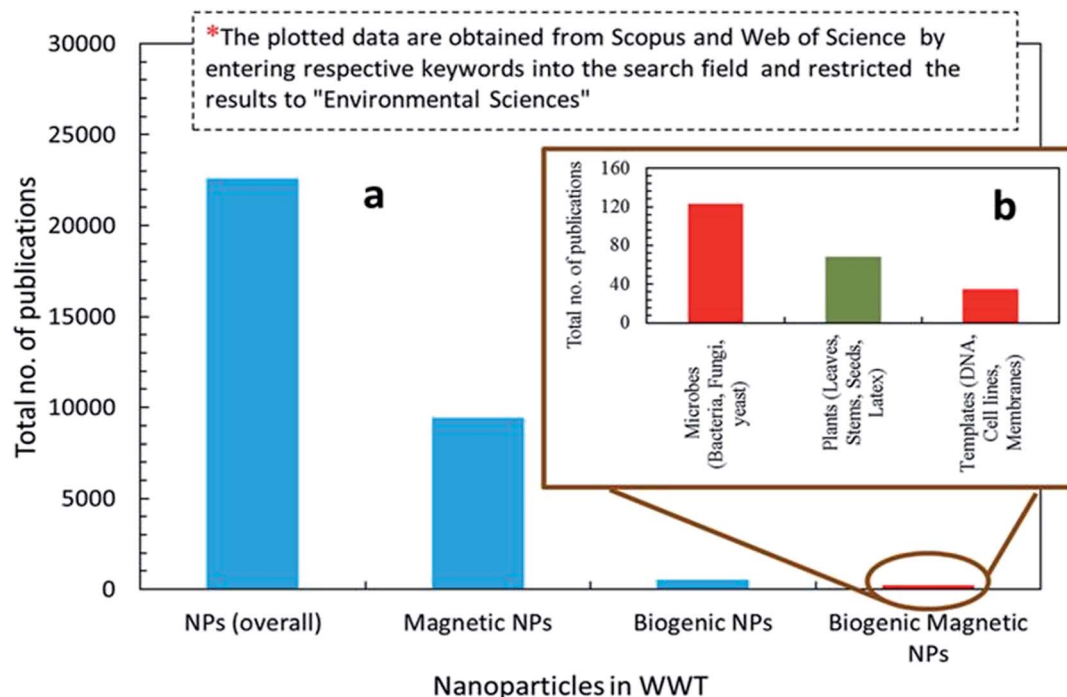 *The plotted data are obtained from Scopus and Web of Science by
entering respective keywords into the search field and restricted the
results to "Environmental Sciences"
Total no. of publications
30000
25000
20000
15000
10000
5000
0
a
NPs (overall)
Magnetic NPs
Biogenic NPs
Biogenic Magnetic
NPs
Nanoparticles in WWT
b
Total no. of publications
160
120
80
40
0
Microbes
(Bacteria, Fungi,
yeast)
Plants (Leaves,
Stems, Seeds,
Latex)
Templates (DNA,
Cell lines,
Membranes)